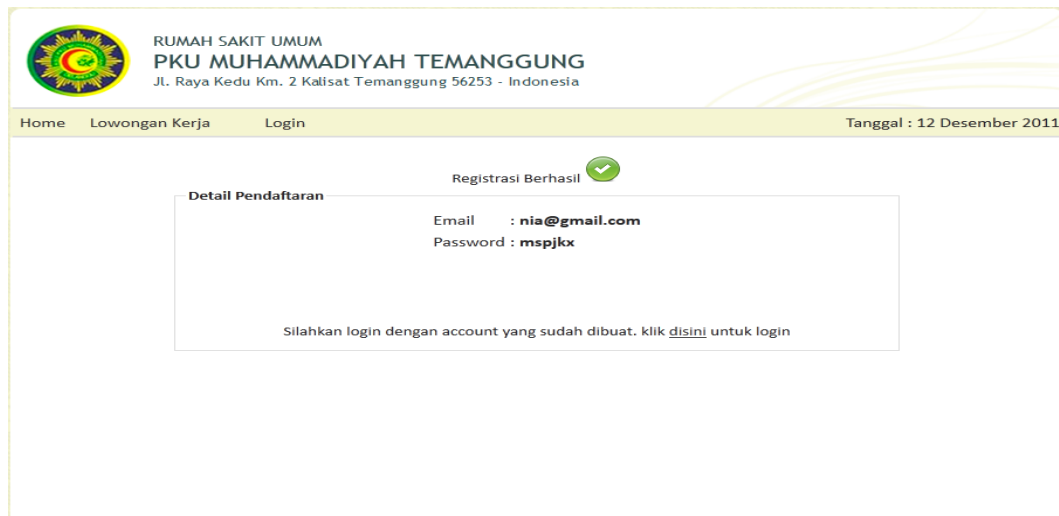 RUMAH SAKIT UMUM
PKU MUHAMMADIYAH TEMANGGUNG
Jl. Raya Kedu Km. 2 Kalisat Temanggung 56253 - Indonesia
Home Lowongan Kerja Login Tanggal : 12 Desember 2011
Registrasi Berhasil
Detail Pendaftaran
Email : nia@gmail.com
Password : mspjkx
Silahkan login dengan account yang sudah dibuat. klik disini untuk login